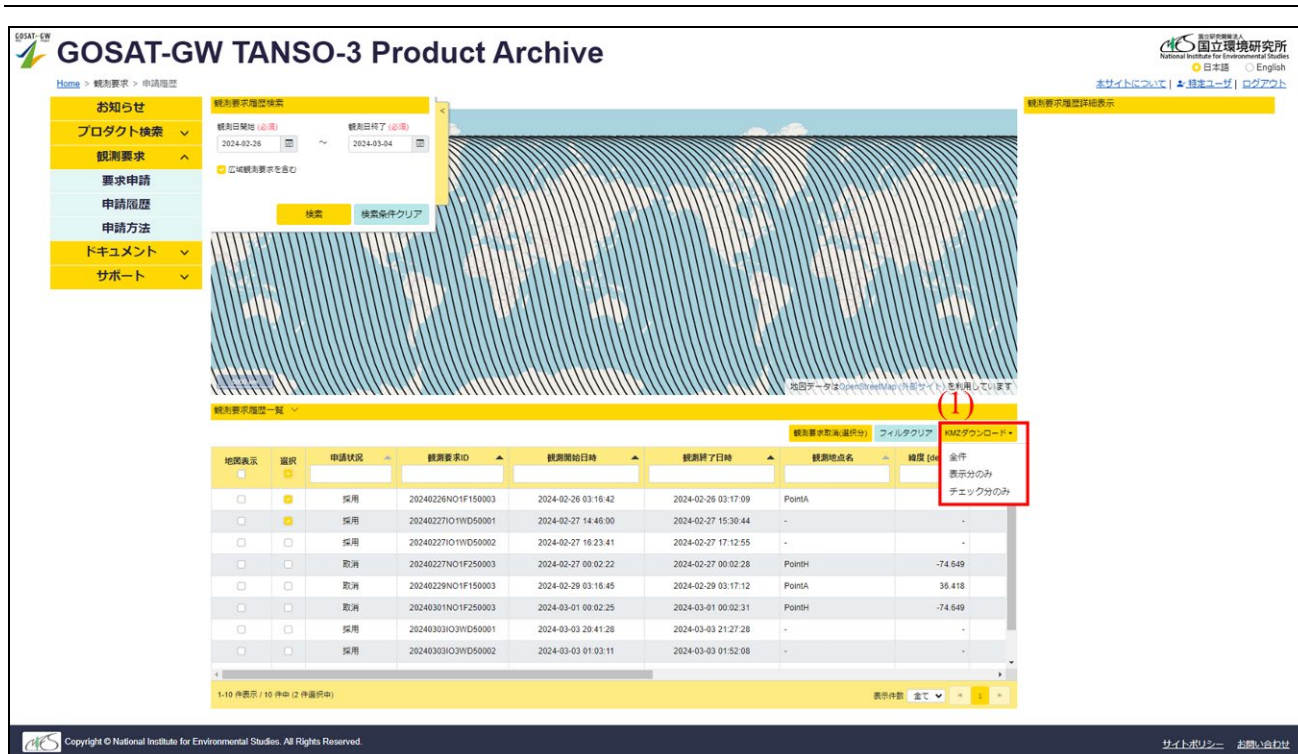 GOSAT-GW
GOSAT-GW TANSO-3 Product Archive
国立研究開発法人
国立環境研究所
National Institute for Environmental Studies
日本語 English
Home > 観測要求 > 申請履歴
本サイトについて | 特定ユーザ | ログアウト
お知らせ
プロダクト検索
観測要求
要求申請
申請履歴
申請方法
ドキュメント
サポート
観測要求履歴検索
<
観測日開始 (必須) 観測日終了 (必須)
2024-02-26 ～ 2024-03-04
広域観測要求を含む
検索 検索条件クリア
観測要求履歴詳細表示
地図データはOpenStreetMap (外部サイト) を利用しています
観測要求履歴一覧
(1)
観測要求取消(選択分) フィルタクリア KMZダウンロード
全件
表示分のみ
チェック分のみ
地図表示 選択 申請状況 観測要求ID 観測開始日時 観測終了日時 観測地点名 緯度 [de
採用 20240226NO1F150003 2024-02-26 03:16:42 2024-02-26 03:17:09 PointA
採用 20240227IO1WD50001 2024-02-27 14:46:00 2024-02-27 15:30:44 - -
採用 20240227IO1WD50002 2024-02-27 16:23:41 2024-02-27 17:12:55 - -
取消 20240227NO1F250003 2024-02-27 00:02:22 2024-02-27 00:02:28 PointH -74.649
取消 20240229NO1F150003 2024-02-29 03:16:45 2024-02-29 03:17:12 PointA 36.418
取消 20240301NO1F250003 2024-03-01 00:02:25 2024-03-01 00:02:31 PointH -74.649
採用 20240303IO3WD50001 2024-03-03 20:41:28 2024-03-03 21:27:28 - -
採用 20240303IO3WD50002 2024-03-03 01:03:11 2024-03-03 01:52:08 - -
1-10 件表示 / 10 件中 (2 件選択中)
表示件数 全て « 1 »
NIES Copyright © National Institute for Environmental Studies. All Rights Reserved.
サイトポリシー お問い合わせ